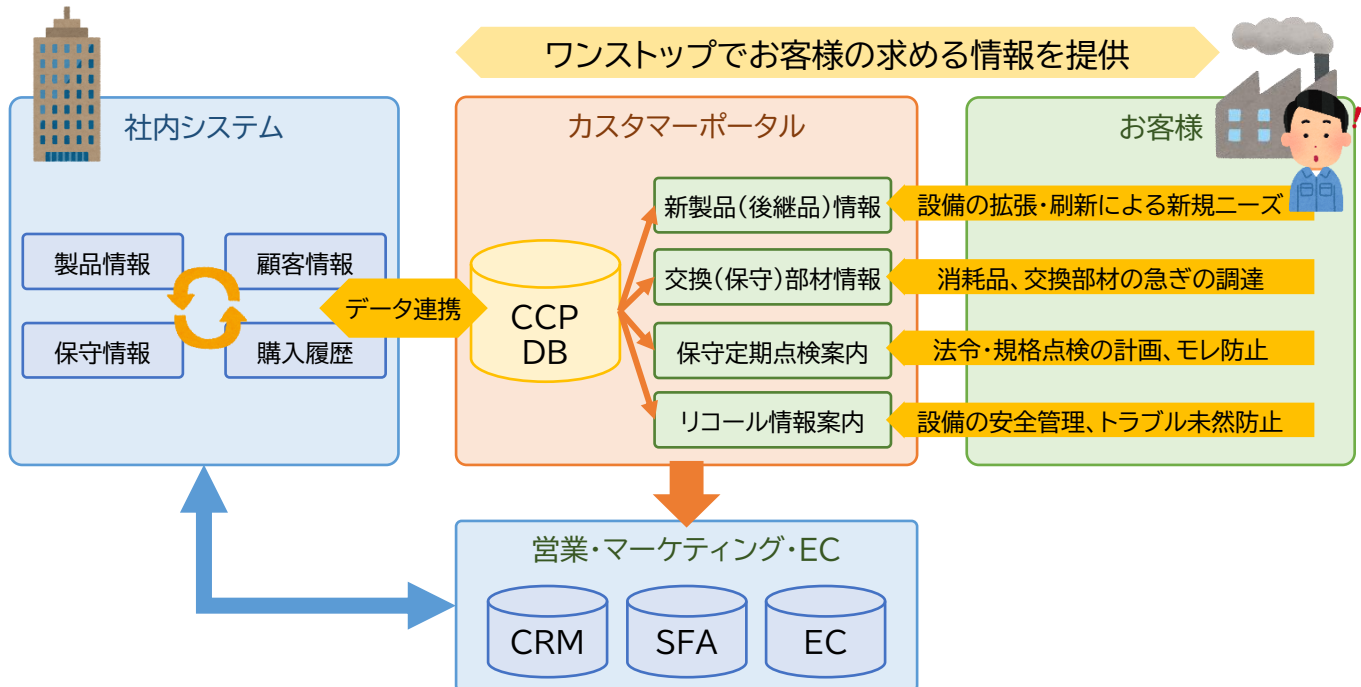 ワンストップでお客様の求める情報を提供
社内システム
製品情報
顧客情報
保守情報
購入履歴
データ連携
カスタマーポータル
CCP
DB
新製品(後継品)情報
交換(保守)部材情報
保守定期点検案内
リコール情報案内
お客様
設備の拡張・刷新による新規ニーズ
消耗品、交換部材の急ぎの調達
法令・規格点検の計画、モレ防止
設備の安全管理、トラブル未然防止
営業・マーケティング・EC
CRM
SFA
EC